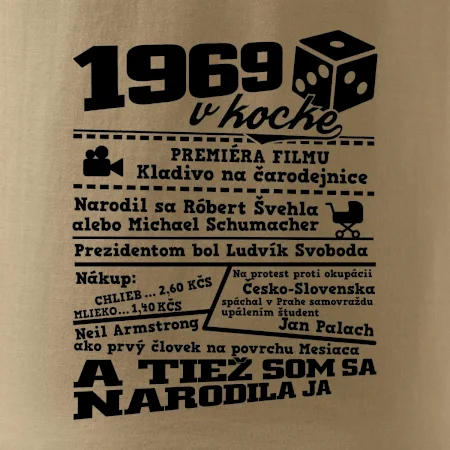 1969
v kocke
PREMIÉRA FILMU
Kladivo na čarodejnice
Narodil sa Róbert Švehla
alebo Michael Schumacher
Prezidentom bol Ludvík Svoboda
Nákup:
CHLIEB ... 2,60 KČS
MLIEKO... 1,40 KČS
Na protest proti okupácii
Česko-Slovenska
spáchal v Prahe samovraždu
upálením študent
Jan Palach
Neil Armstrong
ako prvý človek na povrchu Mesiaca
A TIEŽ SOM SA
NARODILA JA